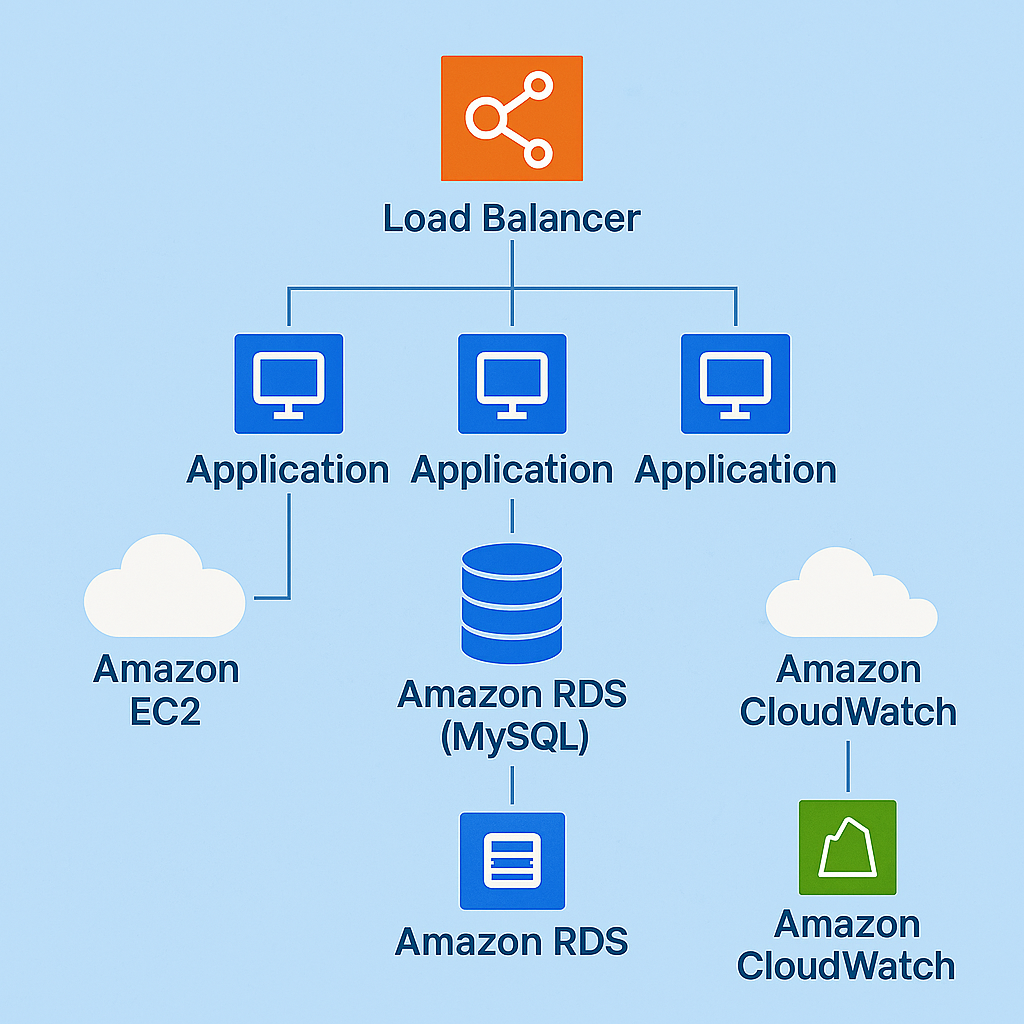 Load Balancer
Application Application Application
Amazon
EC2
Amazon RDS
(MySQL)
Amazon
CloudWatch
Amazon RDS
Amazon
CloudWatch